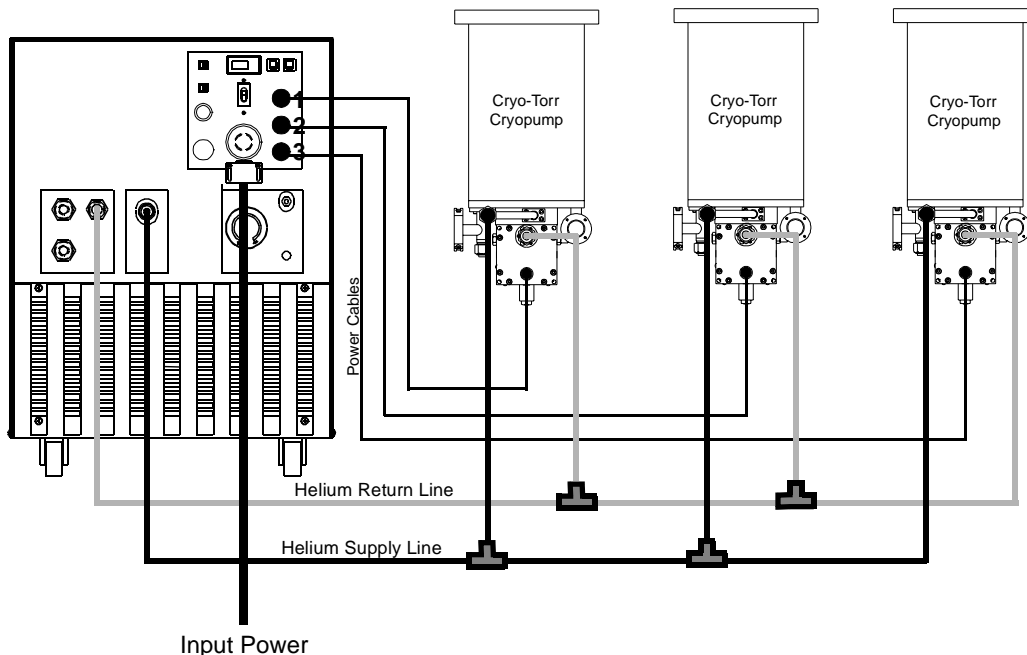 Cryo-Torr
Cryopump
Cryo-Torr
Cryopump
Cryo-Torr
Cryopump
1
2
3
Power Cables
Helium Return Line
Helium Supply Line
Input Power